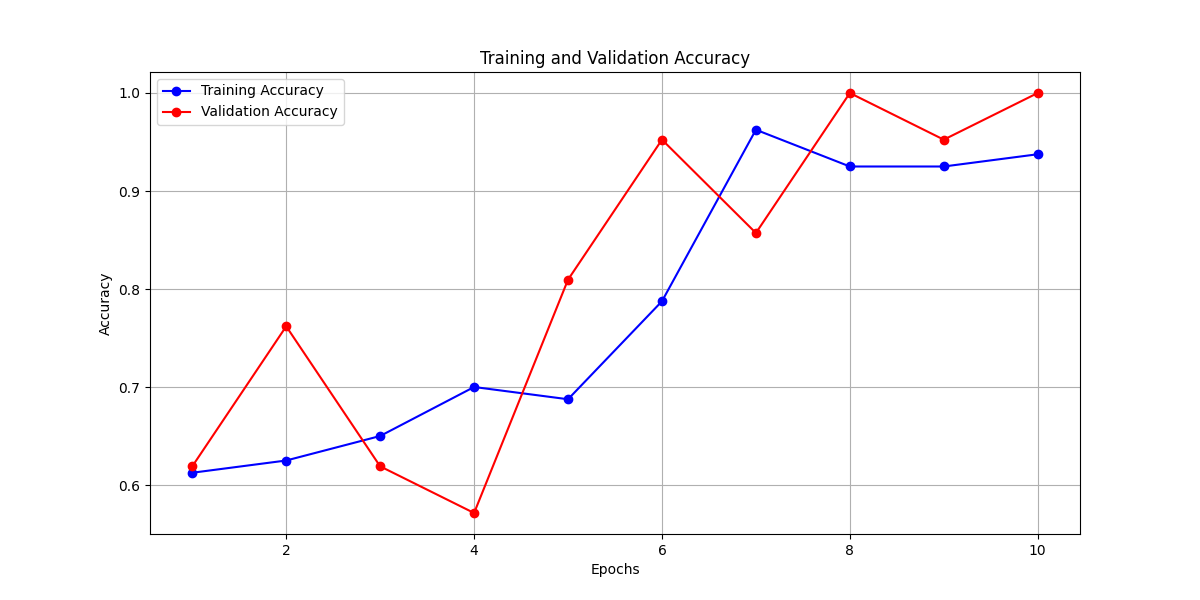 Training and Validation Accuracy
Training Accuracy
Validation Accuracy
1.0
0.9
0.8
0.7
0.6
Accuracy
2 4 6 8 10
Epochs